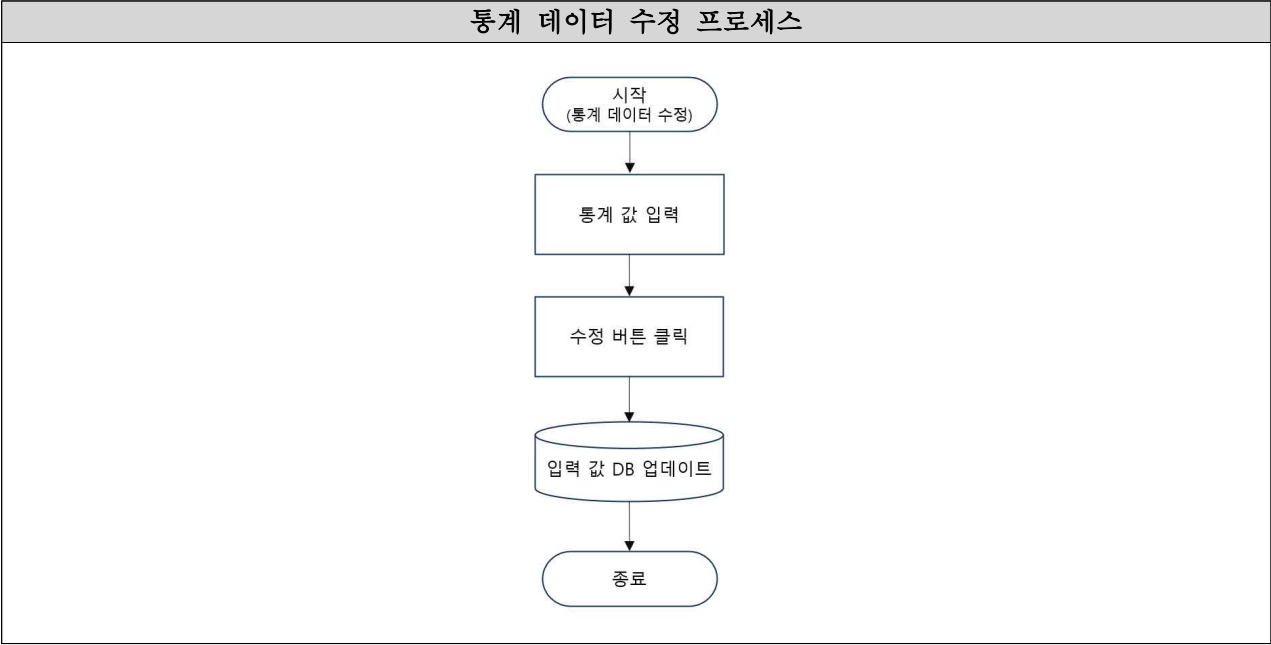 통계 데이터 수정 프로세스
시작
(통계 데이터 수정)
통계 값 입력
수정 버튼 클릭
입력 값 DB 업데이트
종료